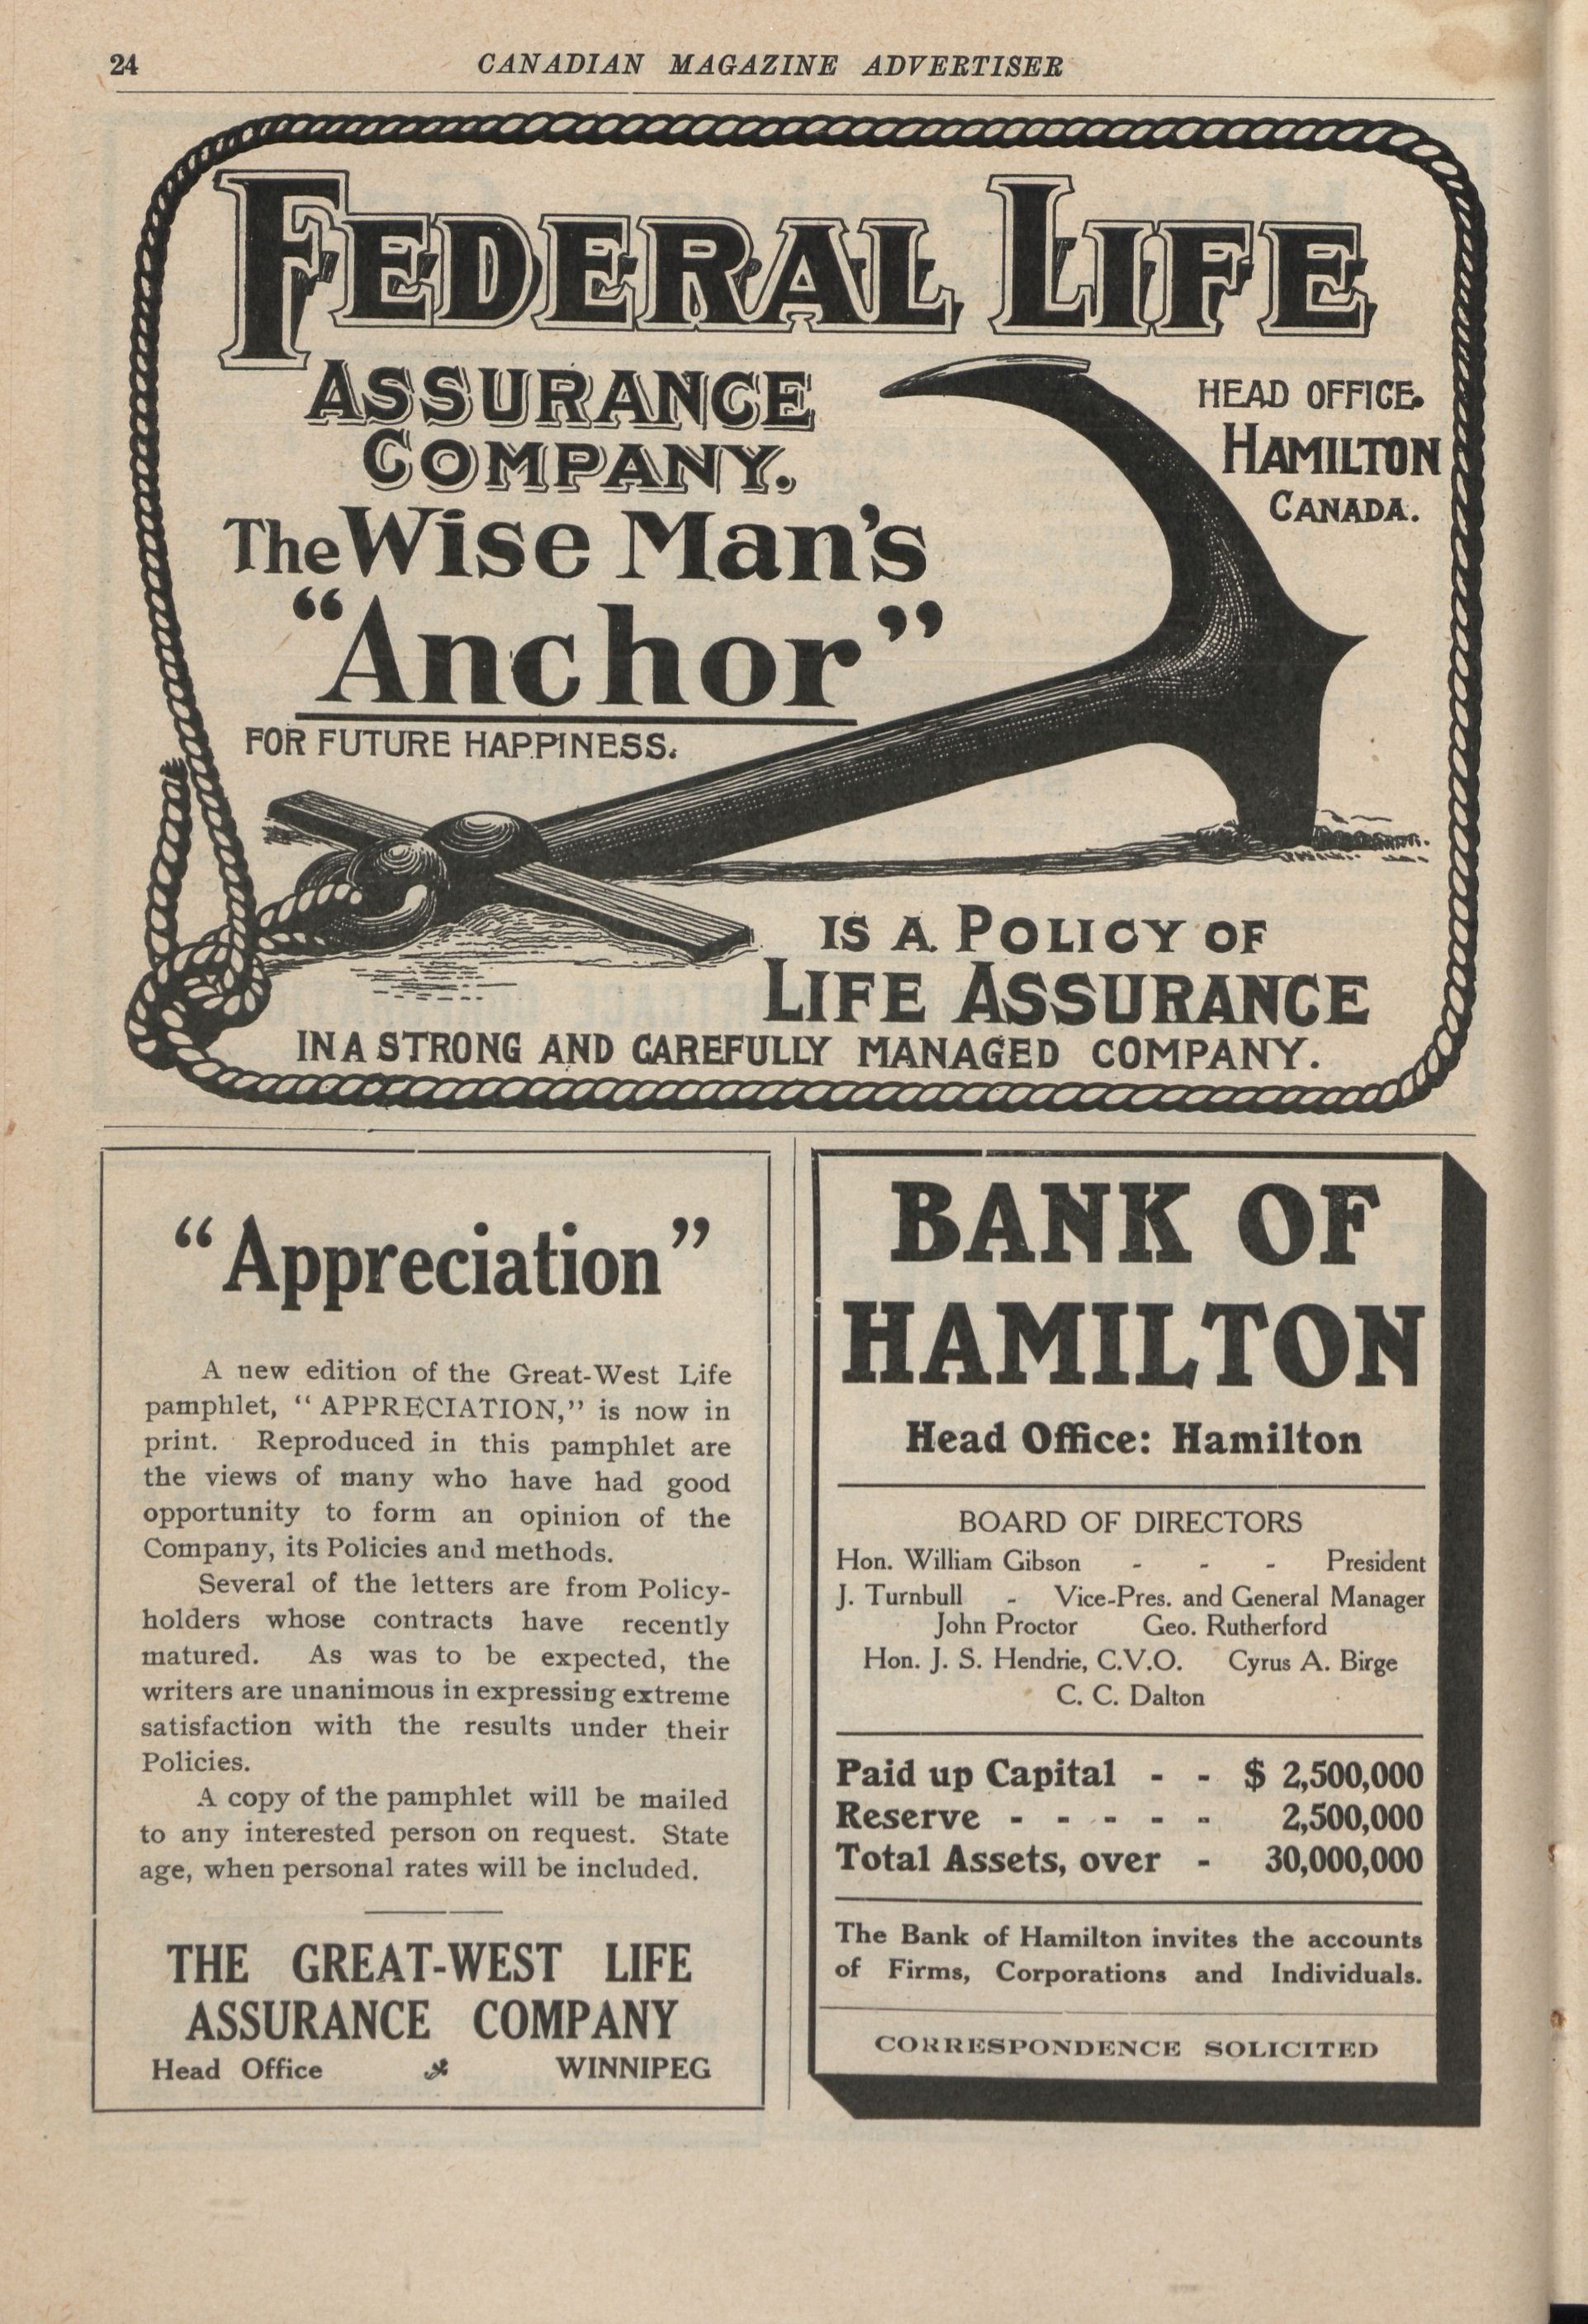 24
CANADIAN MAGAZINE ADVERTISER
FEDERAL LIFE
ASSURANCE
COMPANY.
HEAD OFFICE.
HAMILTON
CANADA.
The Wise Man's
"Anchor"
FOR FUTURE HAPPINESS.
IS A POLICY OF
LIFE ASSURANCE
IN A STRONG AND CAREFULLY MANAGED COMPANY.
"Appreciation"
A new edition of the Great-West Life
pamphlet, "APPRECIATION," is now in
print. Reproduced in this pamphlet are
the views of many who have had good
opportunity to form an opinion of the
Company, its Policies and methods.
Several of the letters are from Policy-
holders whose contracts have recently
matured. As was to be expected, the
writers are unanimous in expressing extreme
satisfaction with the results under their
Policies.
A copy of the pamphlet will be mailed
to any interested person on request. State
age, when personal rates will be included.
THE GREAT-WEST LIFE
ASSURANCE COMPANY
Head Office WINNIPEG
BANK OF
HAMILTON
Head Office: Hamilton
BOARD OF DIRECTORS
Hon. William Gibson - - - President
J. Turnbull - Vice-Pres. and General Manager
John Proctor Geo. Rutherford
Hon. J. S. Hendrie, C.V.O. Cyrus A. Birge
C. C. Dalton
Paid up Capital - - $ 2,500,000
Reserve - - - - - 2,500,000
Total Assets, over - 30,000,000
The Bank of Hamilton invites the accounts
of Firms, Corporations and Individuals.
CORRESPONDENCE SOLICITED